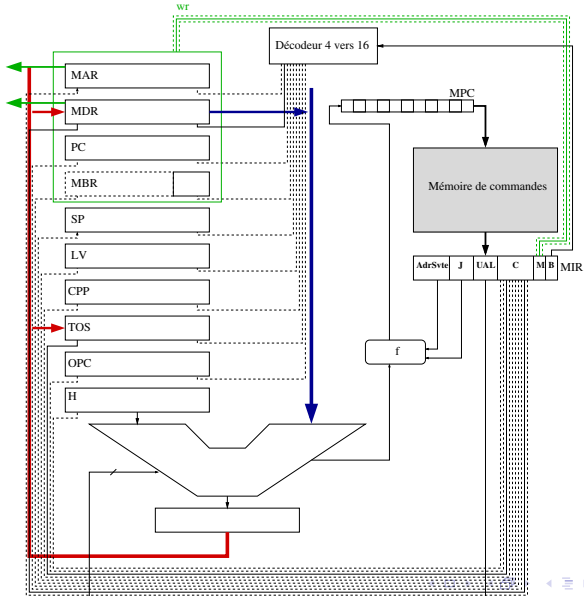 wr
Décodeur 4 vers 16
MAR
MDR
MPC
PC
MBR
Mémoire de commandes
SP
LV
AdrSvte J UAL C M B MIR
CPP
TOS
f
OPC
H